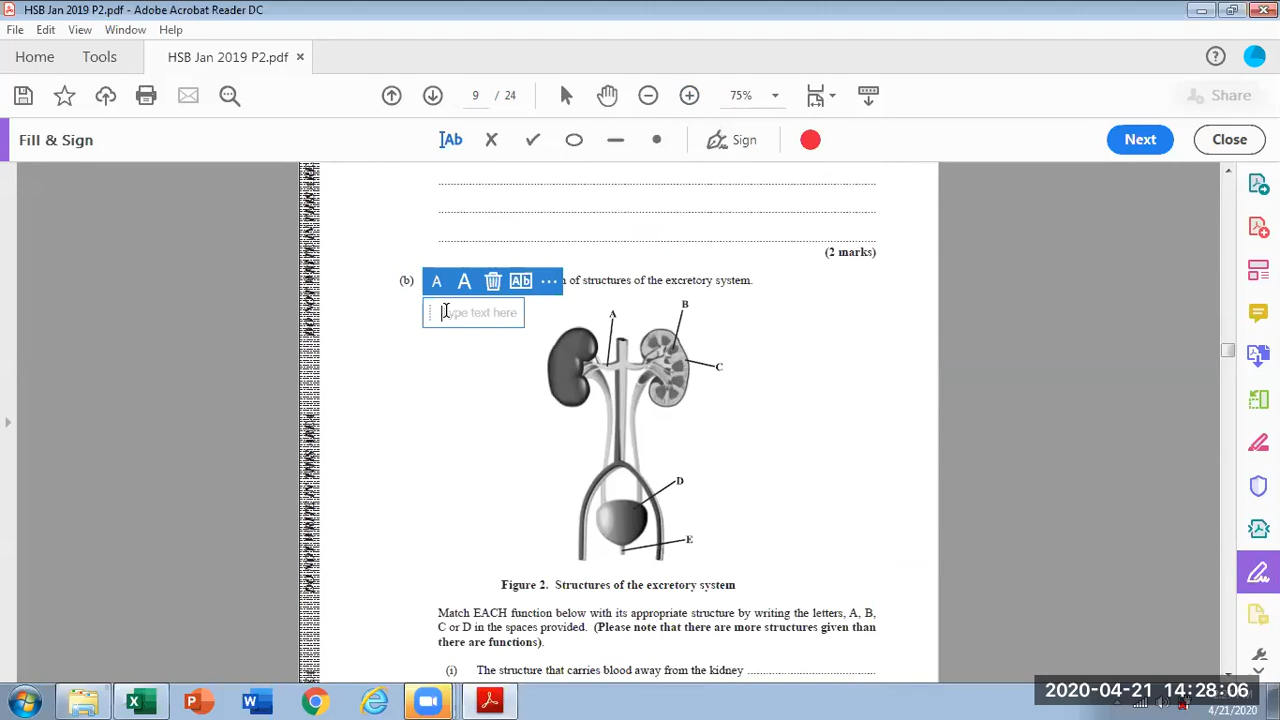 HSB Jan 2019 P2.pdf - Adobe Acrobat Reader DC
File Edit View Window Help
Home Tools HSB Jan 2019 P2.pdf ×
9 / 24 75% Share
Fill & Sign Ab Sign Next Close
(2 marks)
(b) A A Ab ... n of structures of the excretory system.
Type text here
A
B
C
D
E
Figure 2. Structures of the excretory system
Match EACH function below with its appropriate structure by writing the letters, A, B,
C or D in the spaces provided. (Please note that there are more structures given than
there are functions).
(i) The structure that carries blood away from the kidney
2020-04-21 14:28:06
4/21/2020